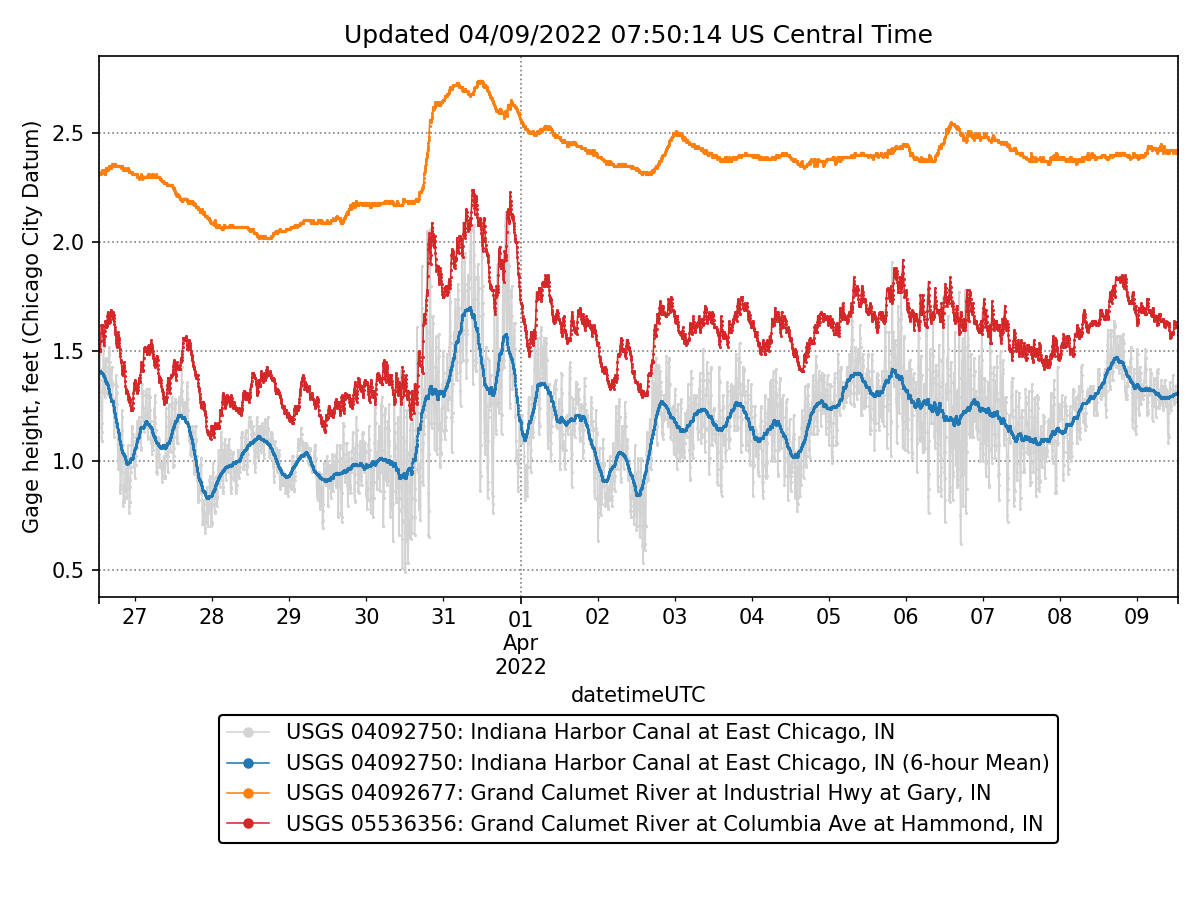 Updated 04/09/2022 07:50:14 US Central Time
Gage height, feet (Chicago City Datum)
2.5
2.0
1.5
1.0
0.5
27 28 29 30 31 01 02 03 04 05 06 07 08 09
Apr
2022
datetimeUTC
USGS 04092750: Indiana Harbor Canal at East Chicago, IN
USGS 04092750: Indiana Harbor Canal at East Chicago, IN (6-hour Mean)
USGS 04092677: Grand Calumet River at Industrial Hwy at Gary, IN
USGS 05536356: Grand Calumet River at Columbia Ave at Hammond, IN